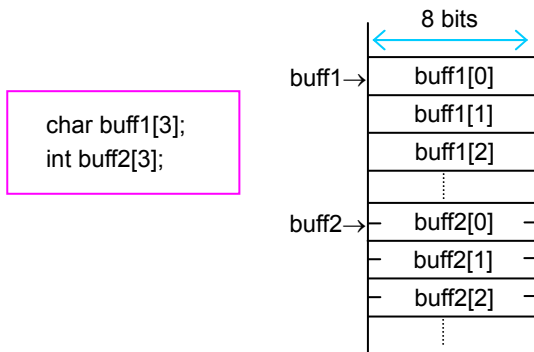 char buff1[3];
int buff2[3];
8 bits
buff1→ buff1[0]
buff1[1]
buff1[2]
buff2→ buff2[0]
buff2[1]
buff2[2]